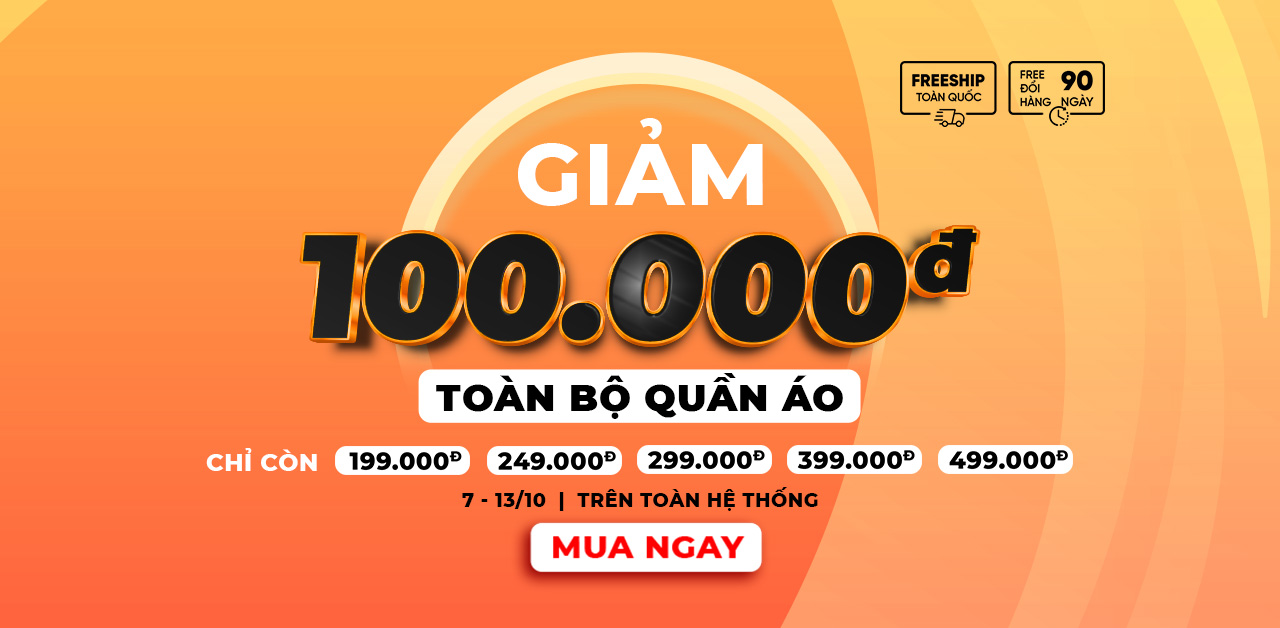 FREESHIP
TOÀN QUỐC
FREE
ĐỔI
HÀNG
90
NGÀY
GIẢM
100.000đ
TOÀN BỘ QUẦN ÁO
CHỈ CÒN 199.000Đ 249.000Đ 299.000Đ 399.000Đ 499.000Đ
7 - 13/10 | TRÊN TOÀN HỆ THỐNG
MUA NGAY